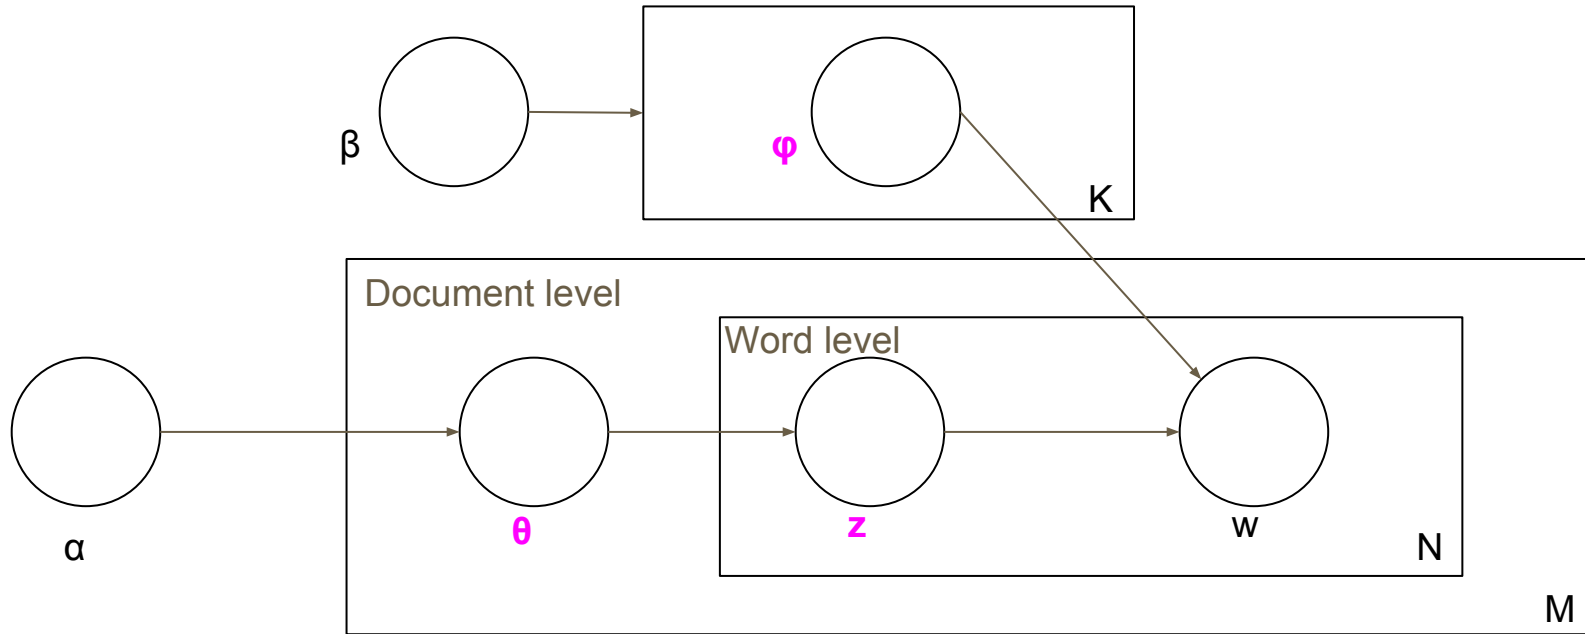 β
φ
K
Document level
Word level
α
θ
z
w
N
M